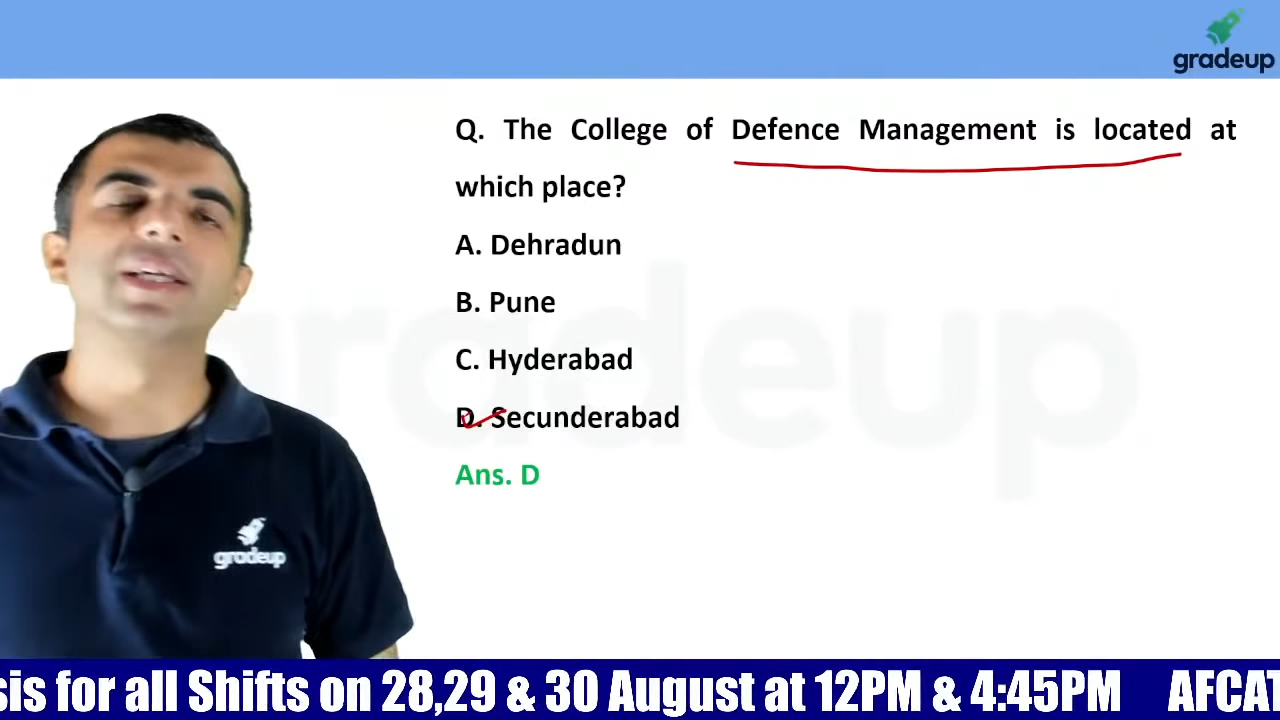 gradeup
Q. The College of Defence Management is located at
which place?
A. Dehradun
B. Pune
C. Hyderabad
D. Secunderabad
Ans. D
gradeup
gradeup
sis for all Shifts on 28,29 & 30 August at 12PM & 4:45PM AFCAT